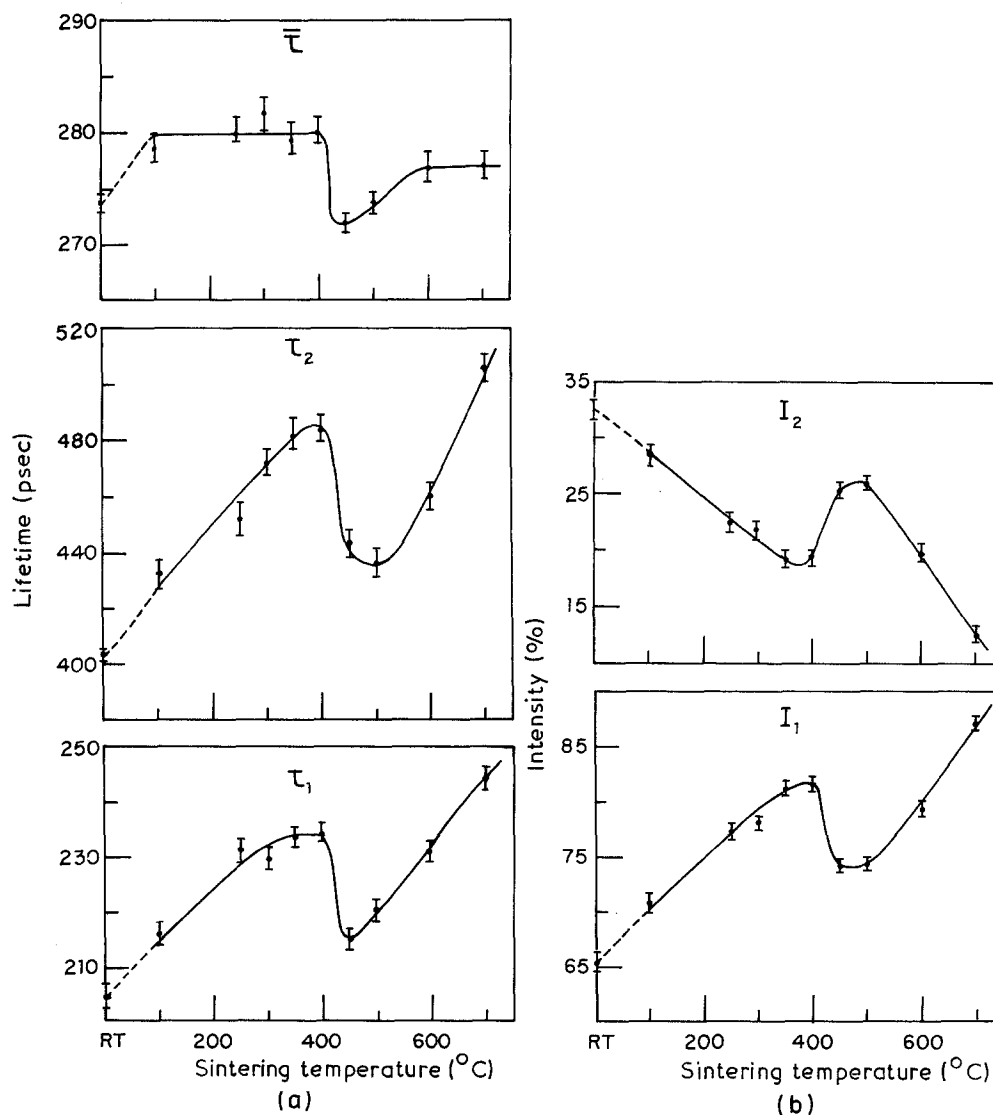 290
280
270
τ̄
520
480
440
400
τ₂
250
230
210
τ₁
Lifetime (psec)
RT 200 400 600
Sintering temperature (°C)
(a)
35
25
15
I₂
85
75
65
I₁
Intensity (%)
RT 200 400 600
Sintering temperature (°C)
(b)